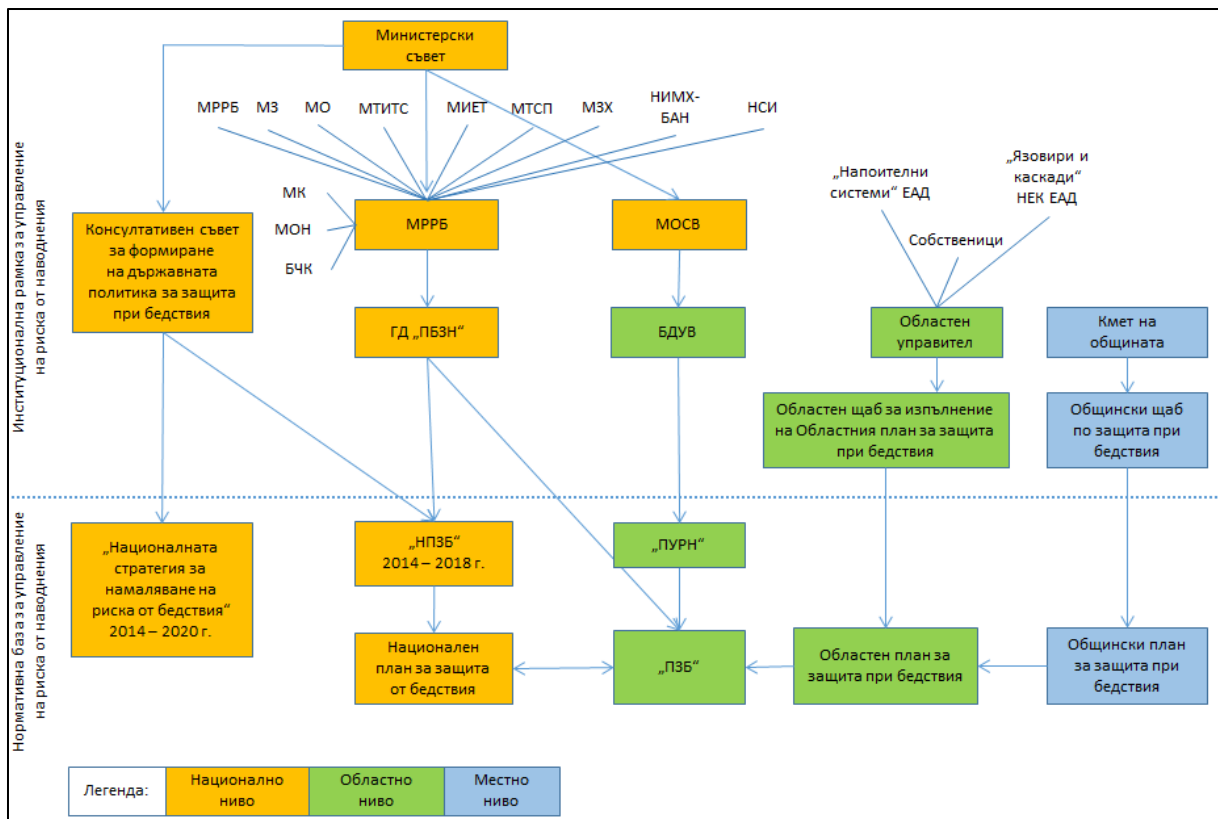 Министерски
съвет
МРРБ
МЗ
МО
МТИТС
МИЕТ
МТСП
МЗХ
НИМХ-
БАН
НСИ
„Напоителни
системи“ ЕАД
„Язовири и
каскади“
НЕК ЕАД
Собственици
МК
МОН
БЧК
Институционална рамка за управление
на риска от наводнения
Консултативен съвет
за формиране
на държавната
политика за защита
при бедствия
МРРБ
МОСВ
ГД „ПБЗН“
БДУВ
Областен
управител
Кмет на
общината
Областен щаб за изпълнение
на Областния план за защита
при бедствия
Общински щаб
по защита при
бедствия
Нормативна база за управление
на риска от наводнения
„Националната
стратегия за
намаляване на
риска от бедствия“
2014 – 2020 г.
„НПЗБ“
2014 – 2018 г.
„ПУРН“
Национален
план за защита
от бедствия
„ПЗБ“
Областен план за
защита при бедствия
Общински план
за защита при
бедствия
Легенда:
Национално
ниво
Областно
ниво
Местно
ниво